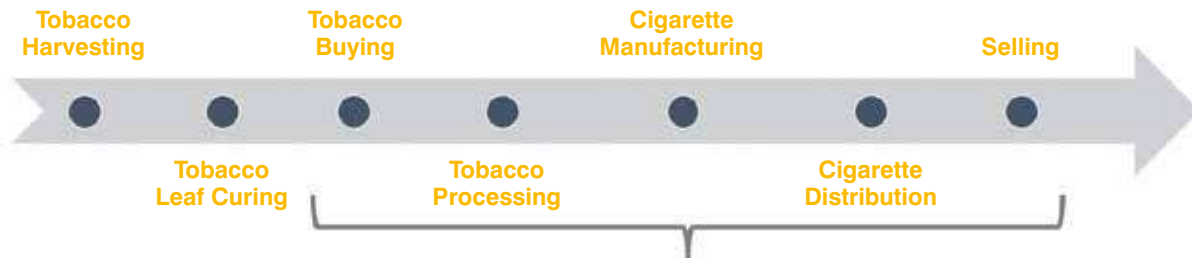 Tobacco
Harvesting
Tobacco
Buying
Cigarette
Manufacturing
Selling
Tobacco
Leaf Curing
Tobacco
Processing
Cigarette
Distribution